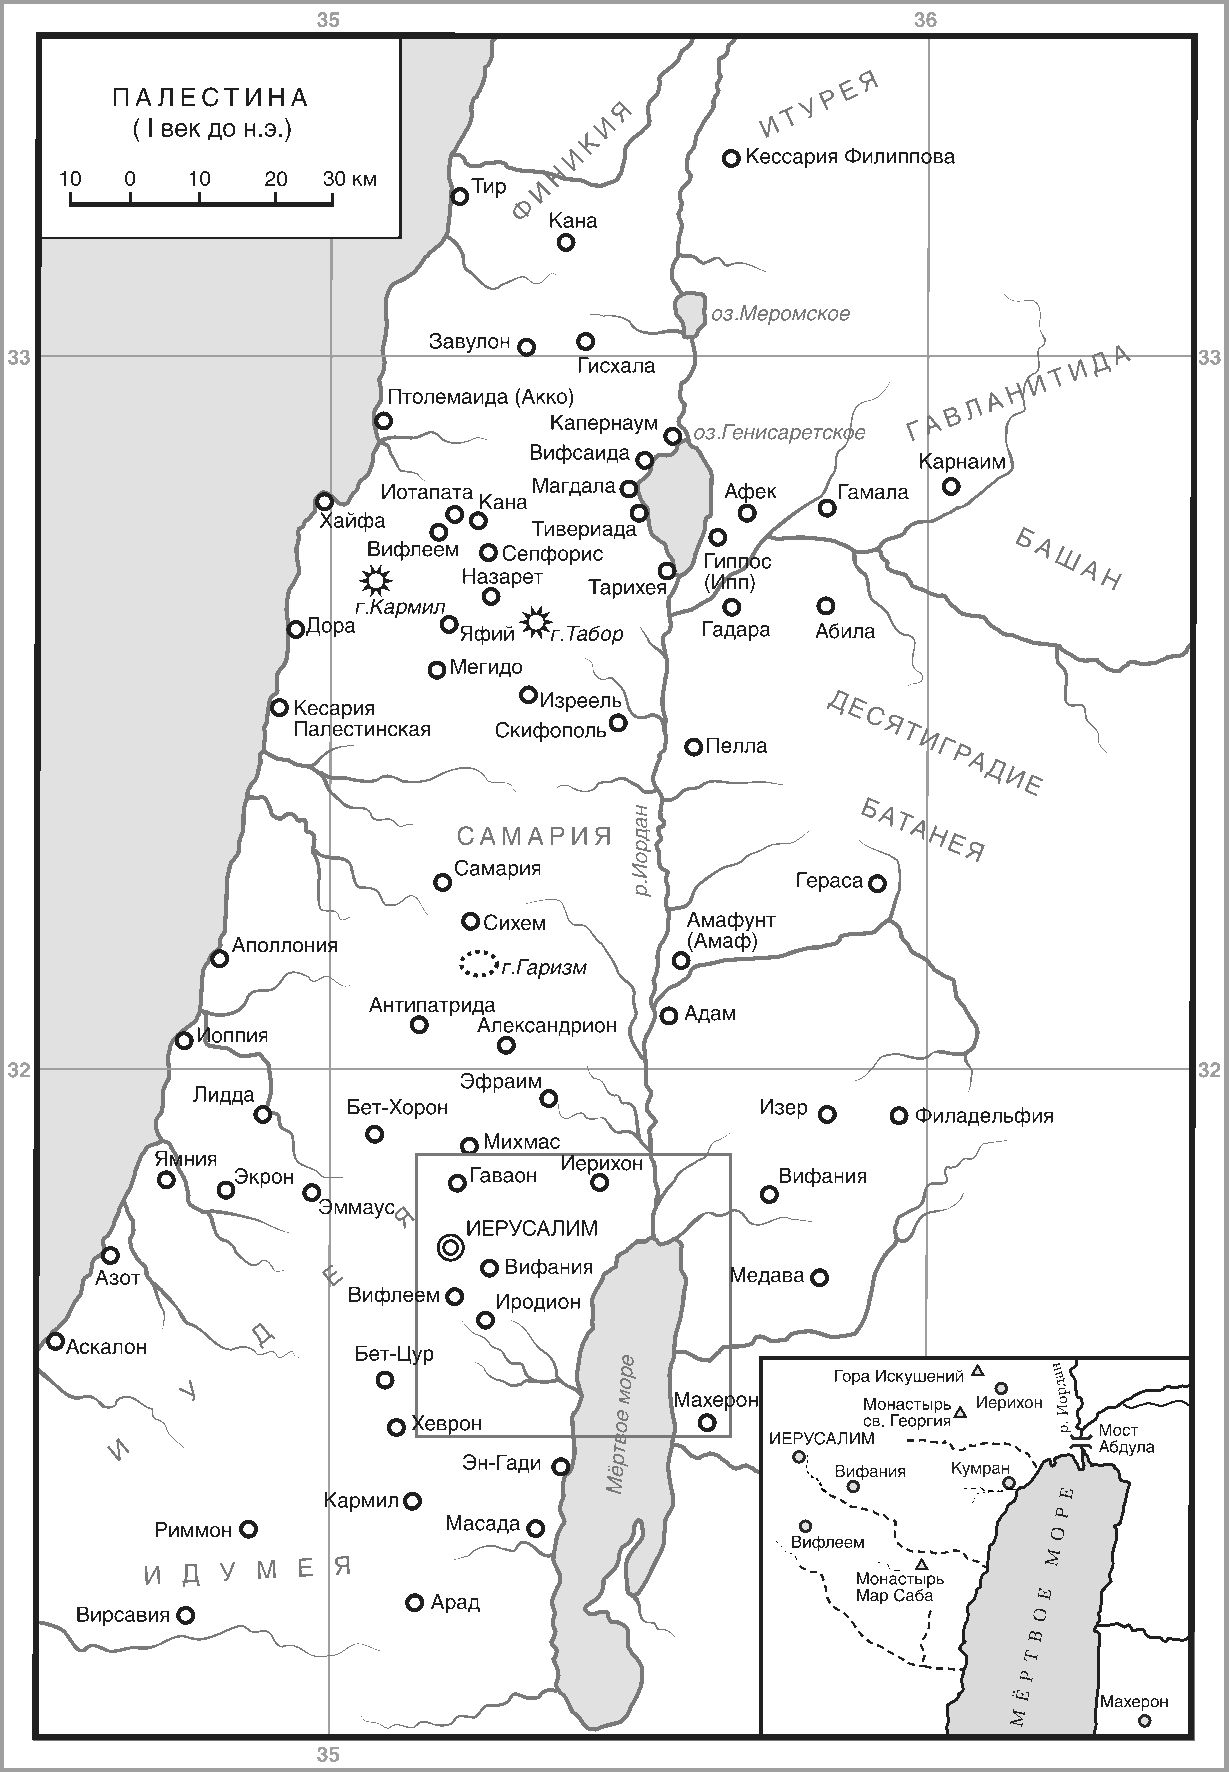 35
36
ПАЛЕСТИНА
( I век до н.э.)
10 0 10 20 30 км
ИТУРЕЯ
ФИНИКИЯ
Кессария Филиппова
Тир
Кана
оз.Меромское
Завулон
Гисхала
33
33
ГАВЛАНИТИДА
Птолемаида (Акко)
Капернаум
оз.Генисаретское
Вифсаида
Карнаим
Магдала
Афек
Гамала
Иотапата
Кана
Хайфа
Тивериада
Вифлеем
Сепфорис
Гиппос
(Ипп)
БАШАН
Назарет
Тарихея
г.Кармил
Дора
Яфий
г.Табор
Гадара
Абила
Мегидо
Изреель
Кесария
Палестинская
Скифополь
ДЕСЯТИГРАДИЕ
Пелла
САМАРИЯ
р.Иордан
БАТАНЕЯ
Самария
Гераса
Сихем
Амафунт
(Амаф)
Аполлония
г.Гаризм
Антипатрида
Александрион
Адам
Иоппия
32
32
Эфраим
Лидда
Бет-Хорон
Изер
Филадельфия
Михмас
Ямния
Иерихон
Экрон
Гаваон
Вифания
Эммаус
ИУДЕЯ
ИЕРУСАЛИМ
Вифания
Азот
Медава
Вифлеем
Иродион
Аскалон
Бет-Цур
Мёртвое море
Махерон
Хеврон
Эн-Гади
Кармил
Масада
Риммон
ИДУМЕЯ
Арад
Вирсавия
Гора Искушений
р. Иордан
Иерихон
Монастырь
св. Георгия
Мост
Абдула
ИЕРУСАЛИМ
Вифания
Кумран
Вифлеем
Монастырь
Мар Саба
МЁРТВОЕ МОРЕ
Махерон
35